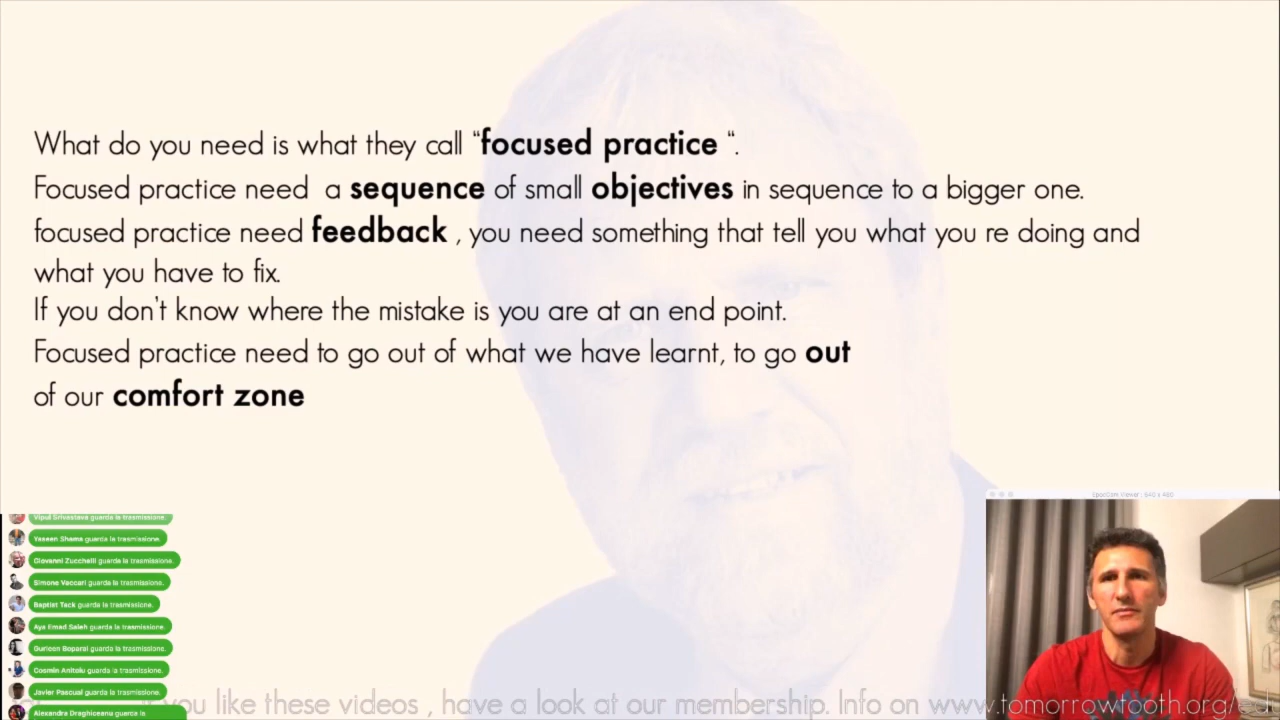 What do you need is what they call “focused practice “.
Focused practice need a sequence of small objectives in sequence to a bigger one.
focused practice need feedback , you need something that tell you what you re doing and
what you have to fix.
If you don't know where the mistake is you are at an end point.
Focused practice need to go out of what we have learnt, to go out
of our comfort zone
EpocCam Viewer: 640 x 480
Vipul Srivastava guarda la trasmissione.
Yaseen Shama guarda la trasmissione.
Giovanni Zucchelli guarda la trasmissione.
Simone Vaccari guarda la trasmissione.
Baptist Teck guarda la trasmissione.
Aya Emad Saleh guarda la trasmissione.
Gurleen Boparai guarda la trasmissione.
Cosmin Anitoiu guarda la trasmissione.
Javier Pascual guarda la trasmissione.
Alexandra Draghiceanu guarda la
you like these videos , have a look at our membership. Info on www.tomorrowtooth.org/edu